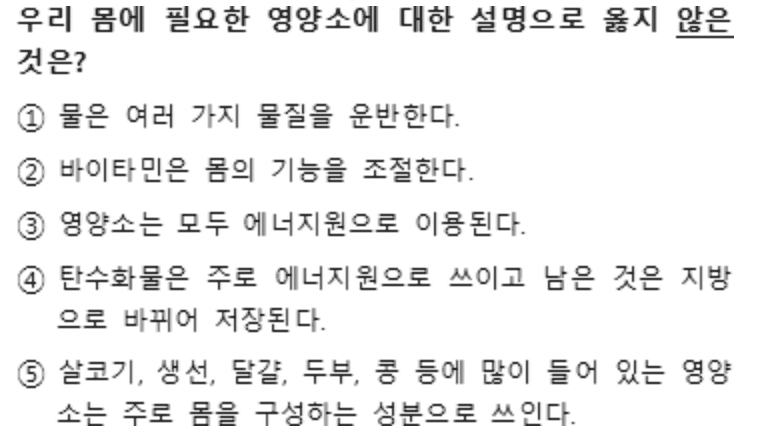 우리 몸에 필요한 영양소에 대한 설명으로 옳지 않은
것은?
① 물은 여러 가지 물질을 운반한다.
② 바이타민은 몸의 기능을 조절한다.
③ 영양소는 모두 에너지원으로 이용된다.
④ 탄수화물은 주로 에너지원으로 쓰이고 남은 것은 지방
으로 바뀌어 저장된다.
⑤ 살코기, 생선, 달걀, 두부, 콩 등에 많이 들어 있는 영양
소는 주로 몸을 구성하는 성분으로 쓰인다.